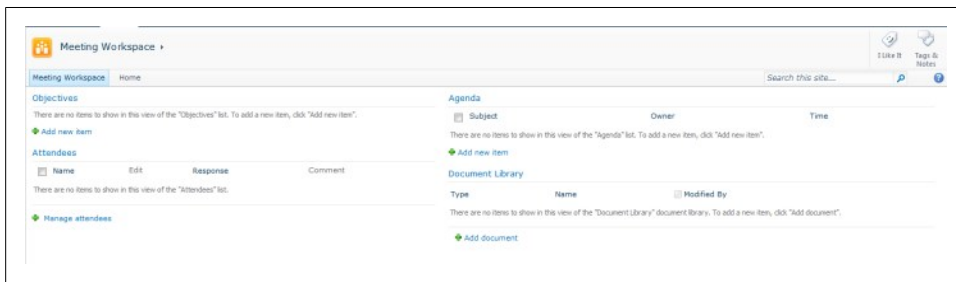 Meeting Workspace
I Like It
Tags & Notes
Meeting Workspace Home
Search this site...
Objectives
There are no items to show in this view of the "Objectives" list. To add a new item, click "Add new item".
Add new item
Attendees
Name Edit Response Comment
There are no items to show in this view of the "Attendees" list.
Manage attendees
Agenda
Subject Owner Time
There are no items to show in this view of the "Agenda" list. To add a new item, click "Add new item".
Add new item
Document Library
Type Name Modified By
There are no items to show in this view of the "Document Library" document library. To add a new item, click "Add document".
Add document